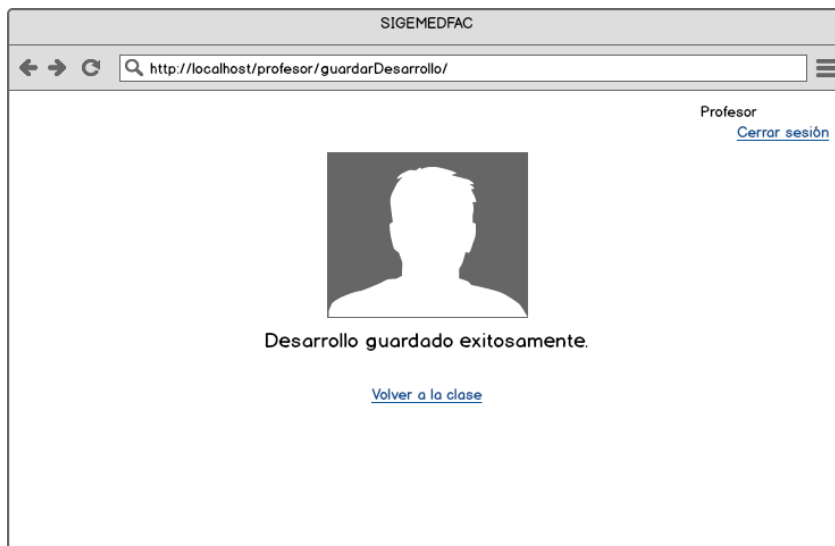 SIGEMEDFAC
http://localhost/profesor/guardarDesarrollo/
Profesor
Cerrar sesión
Desarrollo guardado exitosamente.
Volver a la clase